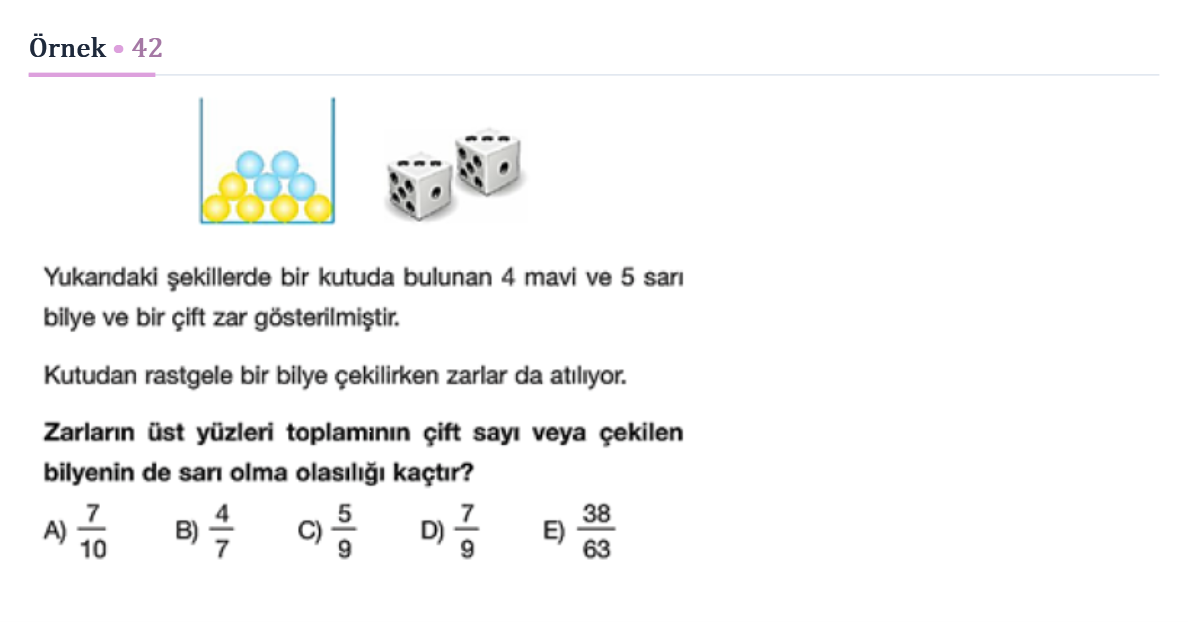 Örnek • 42
Yukarıdaki şekillerde bir kutuda bulunan 4 mavi ve 5 sarı
bilye ve bir çift zar gösterilmiştir.
Kutudan rastgele bir bilye çekilirken zarlar da atılıyor.
Zarların üst yüzleri toplamının çift sayı veya çekilen
bilyenin de sarı olma olasılığı kaçtır?
A) 7/10 B) 4/7 C) 5/9 D) 7/9 E) 38/63